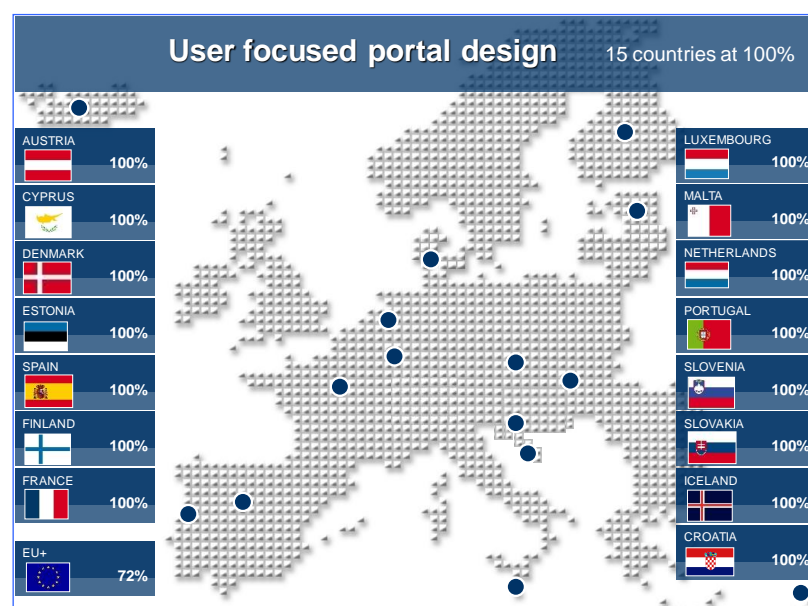 User focused portal design
15 countries at 100%
AUSTRIA
100%
CYPRUS
100%
DENMARK
100%
ESTONIA
100%
SPAIN
100%
FINLAND
100%
FRANCE
100%
EU+
72%
LUXEMBOURG
100%
MALTA
100%
NETHERLANDS
100%
PORTUGAL
100%
SLOVENIA
100%
SLOVAKIA
100%
ICELAND
100%
CROATIA
100%